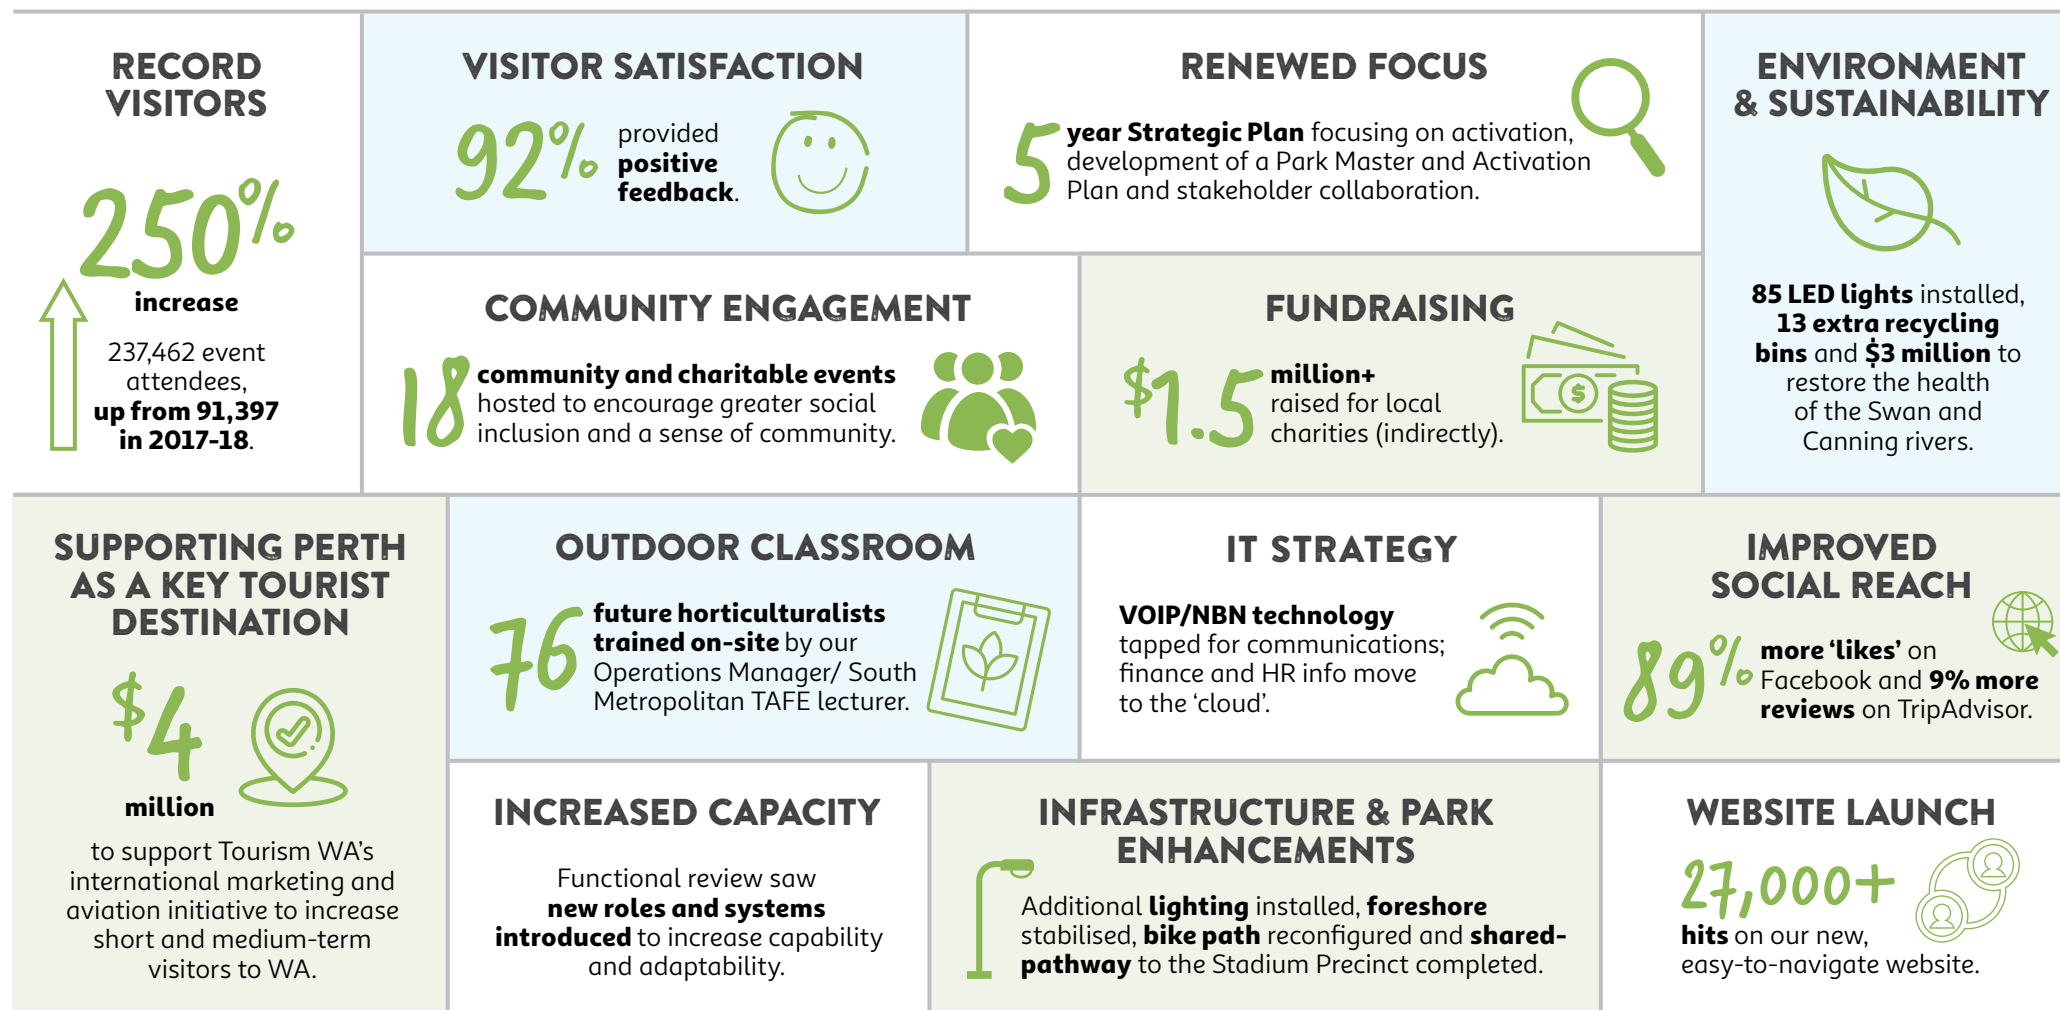 RECORD
VISITORS
250%
increase
237,462 event
attendees,
up from 91,397
in 2017-18.
VISITOR SATISFACTION
92%
provided
positive
feedback.
RENEWED FOCUS
5 year Strategic Plan focusing on activation,
development of a Park Master and Activation
Plan and stakeholder collaboration.
ENVIRONMENT
& SUSTAINABILITY
85 LED lights installed,
13 extra recycling
bins and $3 million to
restore the health
of the Swan and
Canning rivers.
COMMUNITY ENGAGEMENT
18 community and charitable events
hosted to encourage greater social
inclusion and a sense of community.
FUNDRAISING
$1.5 million+
raised for local
charities (indirectly).
$
SUPPORTING PERTH
AS A KEY TOURIST
DESTINATION
$4
million
to support Tourism WA's
international marketing and
aviation initiative to increase
short and medium-term
visitors to WA.
OUTDOOR CLASSROOM
76 future horticulturalists
trained on-site by our
Operations Manager/ South
Metropolitan TAFE lecturer.
IT STRATEGY
VOIP/NBN technology
tapped for communications;
finance and HR info move
to the 'cloud'.
IMPROVED
SOCIAL REACH
89% more 'likes' on
Facebook and 9% more
reviews on TripAdvisor.
INCREASED CAPACITY
Functional review saw
new roles and systems
introduced to increase capability
and adaptability.
INFRASTRUCTURE & PARK
ENHANCEMENTS
Additional lighting installed, foreshore
stabilised, bike path reconfigured and shared-
pathway to the Stadium Precinct completed.
WEBSITE LAUNCH
27,000+
hits on our new,
easy-to-navigate website.